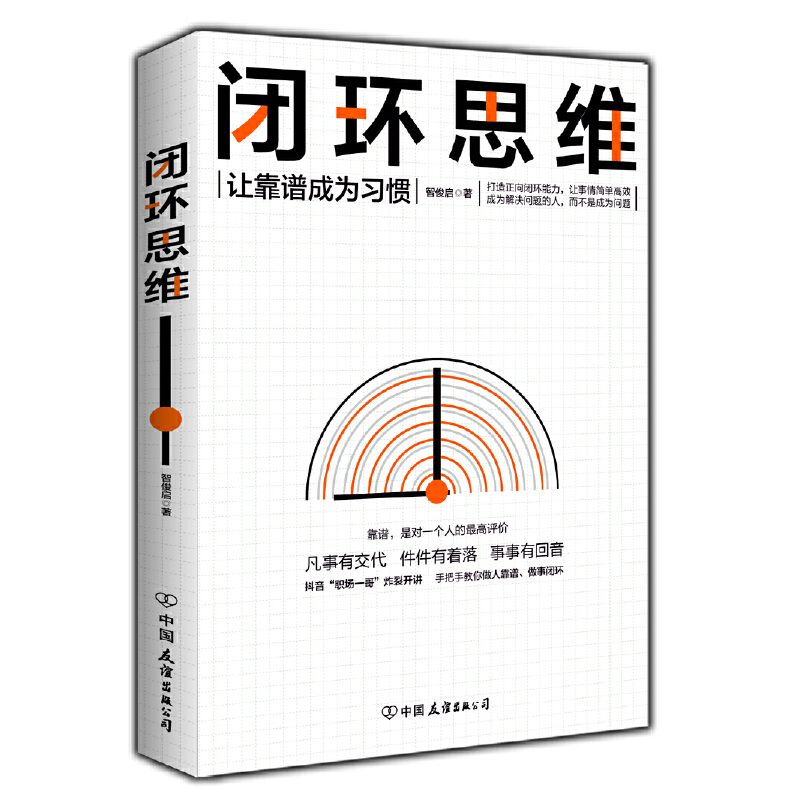 闭环思维
让靠谱成为习惯
智俊启 著
打造正向闭环能力，让事情简单高效
成为解决问题的人，而不是成为问题
靠谱，是对一个人的最高评价
凡事有交代 件件有着落 事事有回音
抖音“职场一哥”炸裂开讲 手把手教你做人靠谱、做事闭环
中国友谊出版公司
闭环思维
智俊启 著
中国友谊出版公司